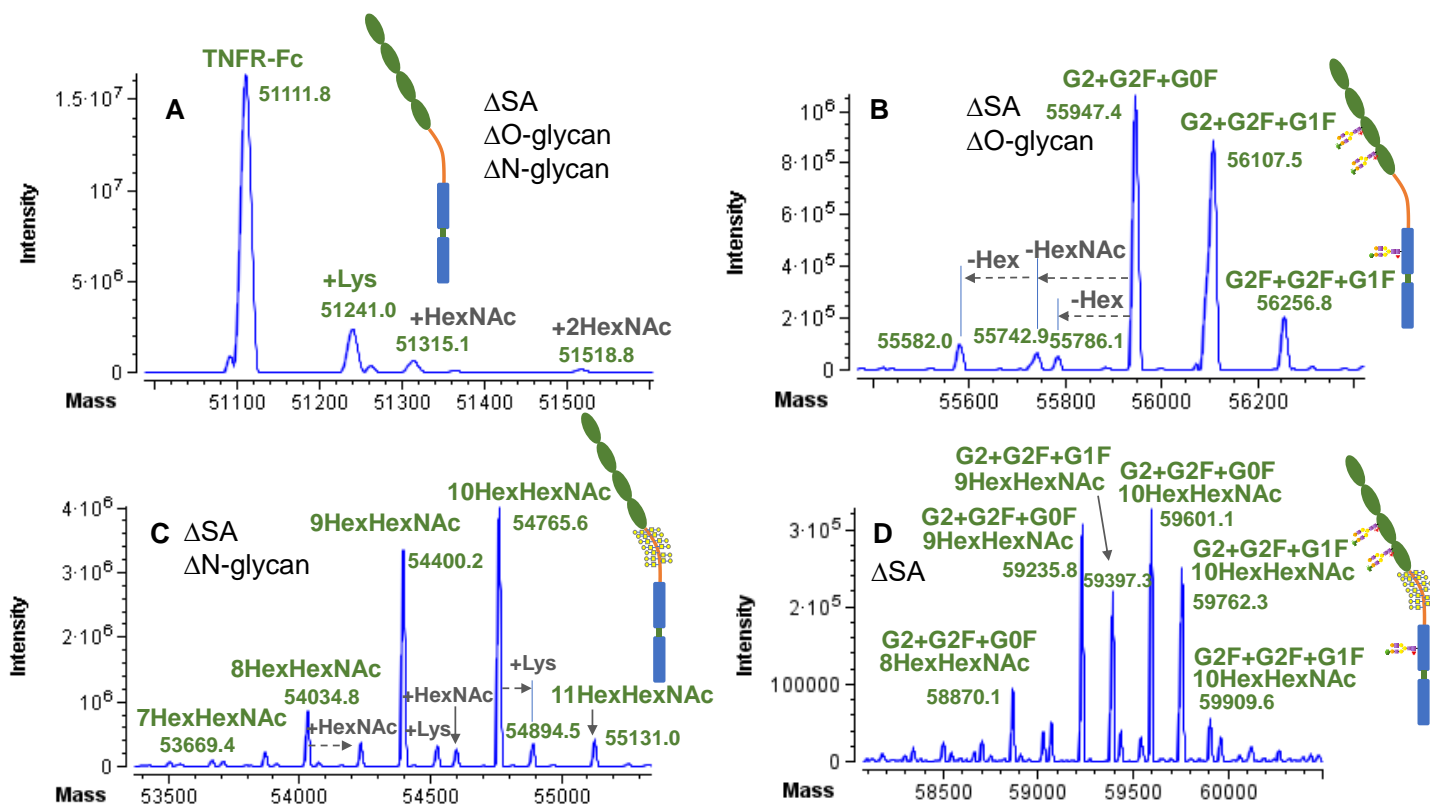 TNFR-Fc
51111.8
A
ΔSA
ΔO-glycan
ΔN-glycan
1.5·10⁷
10⁷
5·10⁶
0
Intensity
+Lys
51241.0
+HexNAc
51315.1
+2HexNAc
51518.8
Mass
51100 51200 51300 51400 51500
B
ΔSA
ΔO-glycan
G2+G2F+G0F
55947.4
G2+G2F+G1F
56107.5
10⁶
8·10⁵
6·10⁵
4·10⁵
2·10⁵
0
Intensity
-Hex
-HexNAc
-Hex
G2F+G2F+G1F
56256.8
55582.0
55742.9
55786.1
Mass
55600 55800 56000 56200
C
ΔSA
ΔN-glycan
10HexHexNAc
54765.6
9HexHexNAc
54400.2
4·10⁶
3·10⁶
2·10⁶
10⁶
0
Intensity
8HexHexNAc
54034.8
+HexNAc
7HexHexNAc
53669.4
+HexNAc
+Lys
+Lys
54894.5
11HexHexNAc
55131.0
Mass
53500 54000 54500 55000
D
ΔSA
G2+G2F+G1F
9HexHexNAc
G2+G2F+G0F
10HexHexNAc
59601.1
G2+G2F+G0F
9HexHexNAc
59235.8
59397.3
G2+G2F+G1F
10HexHexNAc
59762.3
G2+G2F+G0F
8HexHexNAc
58870.1
G2F+G2F+G1F
10HexHexNAc
59909.6
3·10⁵
2·10⁵
100000
0
Intensity
Mass
58500 59000 59500 60000